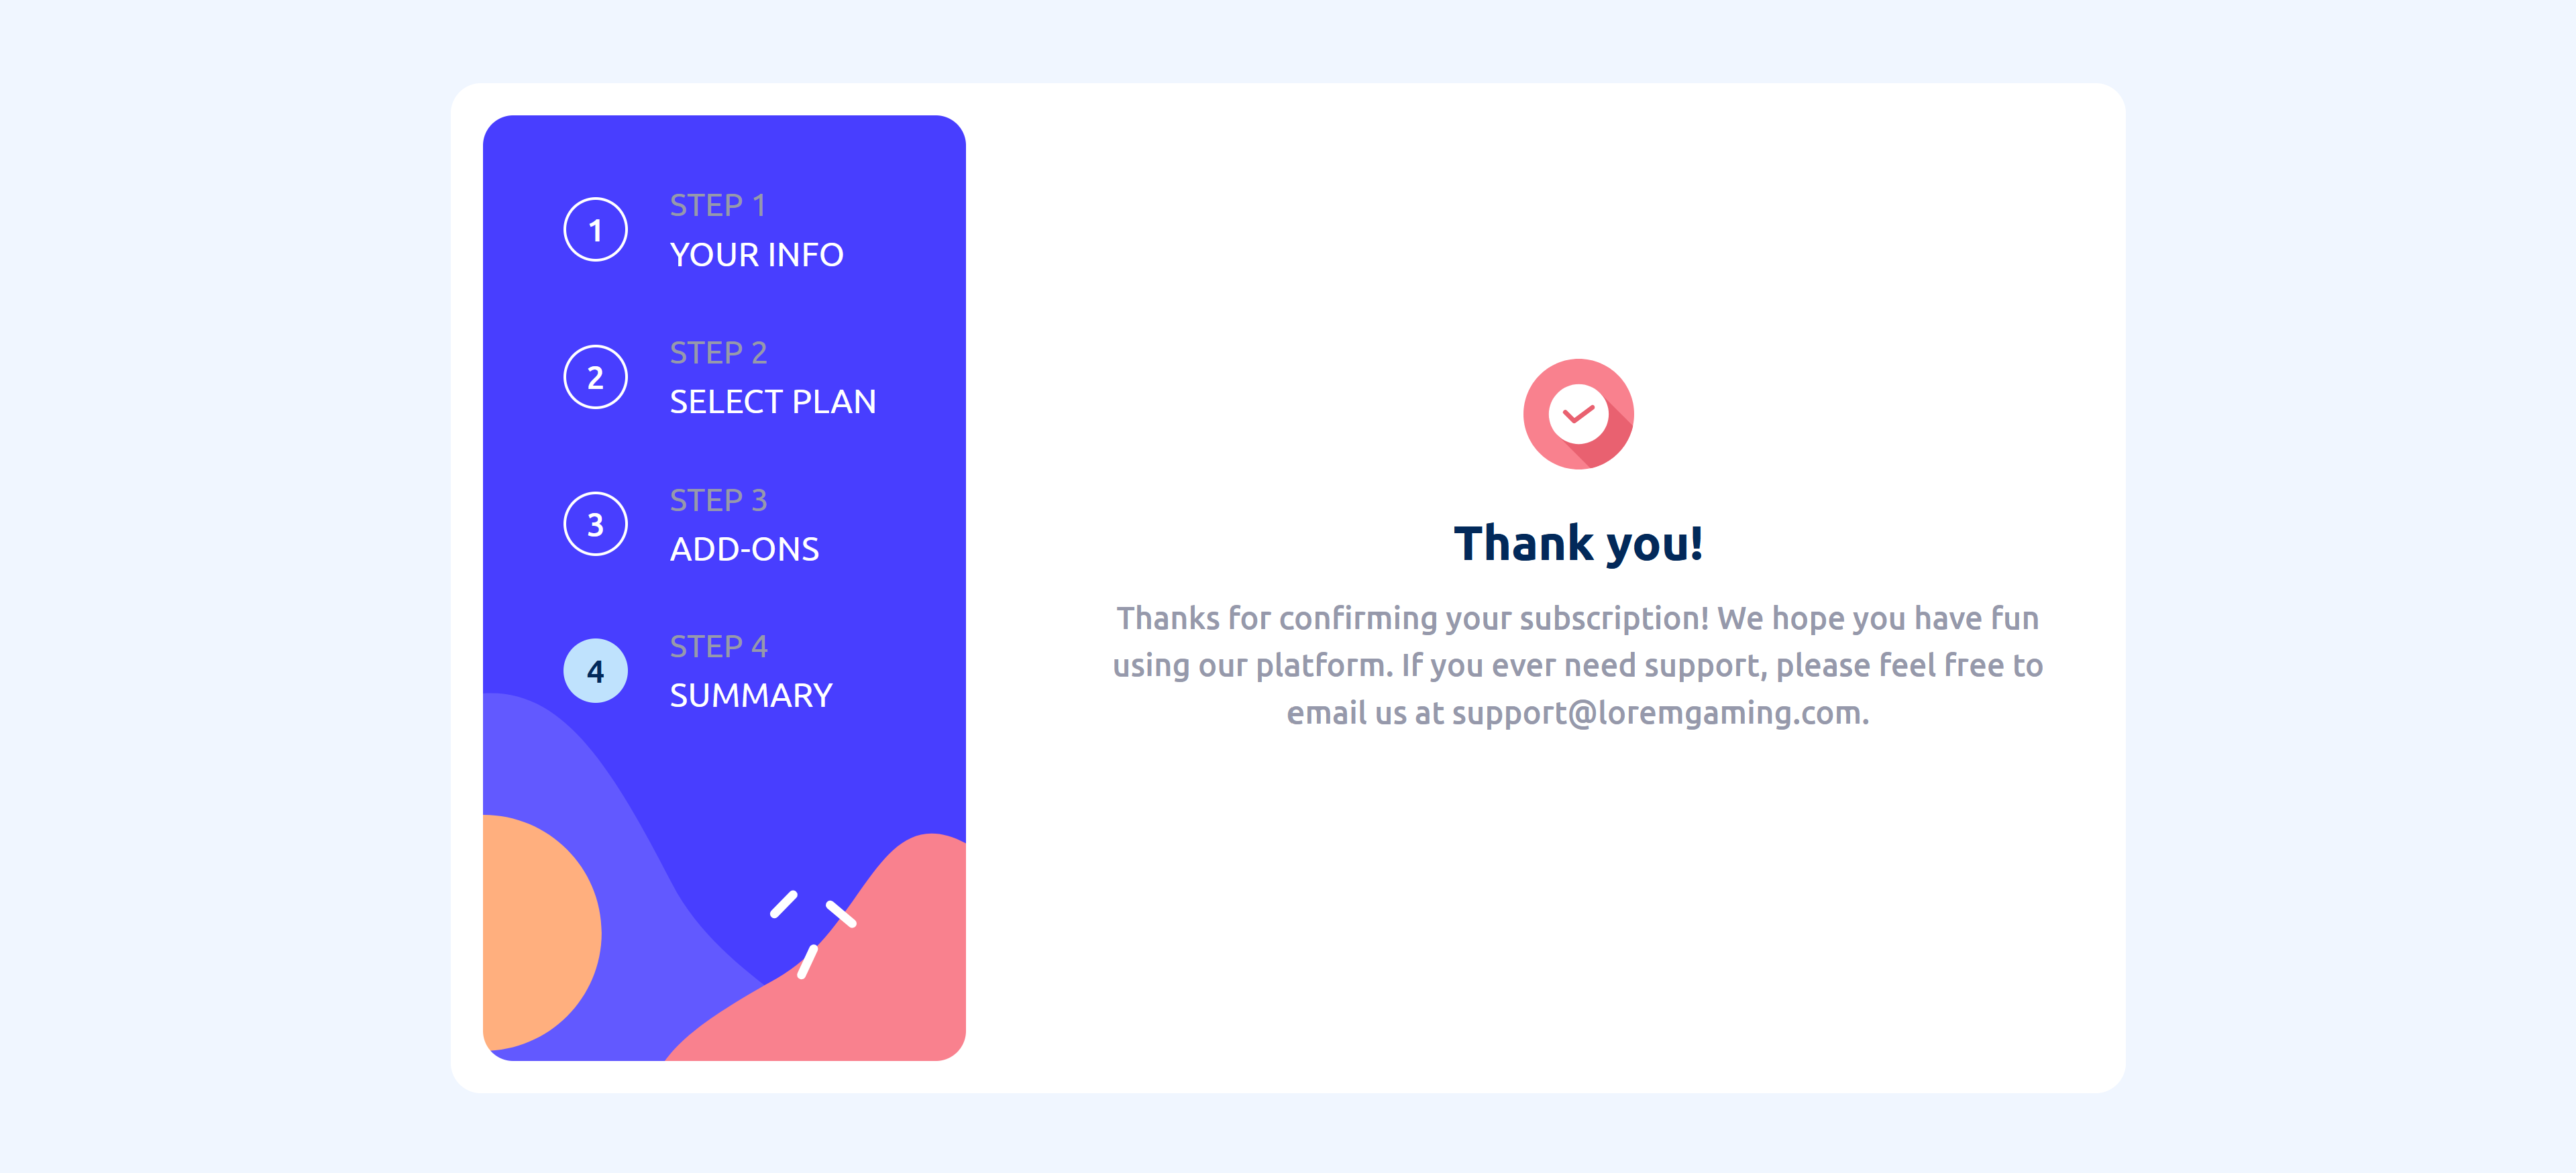 1
STEP 1
YOUR INFO
2
STEP 2
SELECT PLAN
3
STEP 3
ADD-ONS
4
STEP 4
SUMMARY
Thank you!
Thanks for confirming your subscription! We hope you have fun
using our platform. If you ever need support, please feel free to
email us at support@loremgaming.com.